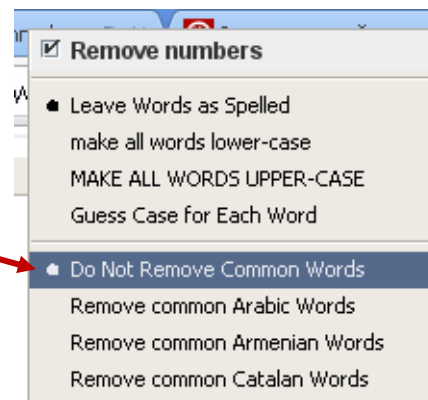 Remove numbers
Leave Words as Spelled
make all words lower-case
MAKE ALL WORDS UPPER-CASE
Guess Case for Each Word
Do Not Remove Common Words
Remove common Arabic Words
Remove common Armenian Words
Remove common Catalan Words